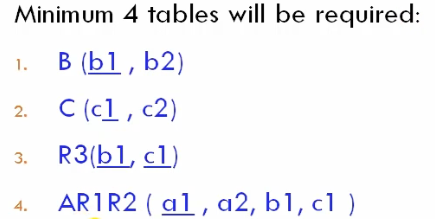 Minimum 4 tables will be required:
1. B (b1 , b2)
2. C (c1 , c2)
3. R3(b1, c1)
4. AR1R2 ( a1 , a2, b1, c1 )